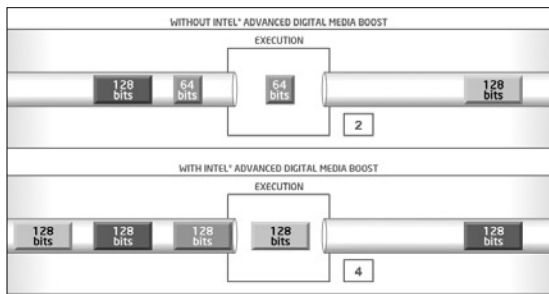 WITHOUT INTEL® ADVANCED DIGITAL MEDIA BOOST
EXECUTION
128 bits
64 bits
64 bits
128 bits
2
WITH INTEL® ADVANCED DIGITAL MEDIA BOOST
EXECUTION
128 bits
128 bits
128 bits
128 bits
128 bits
4